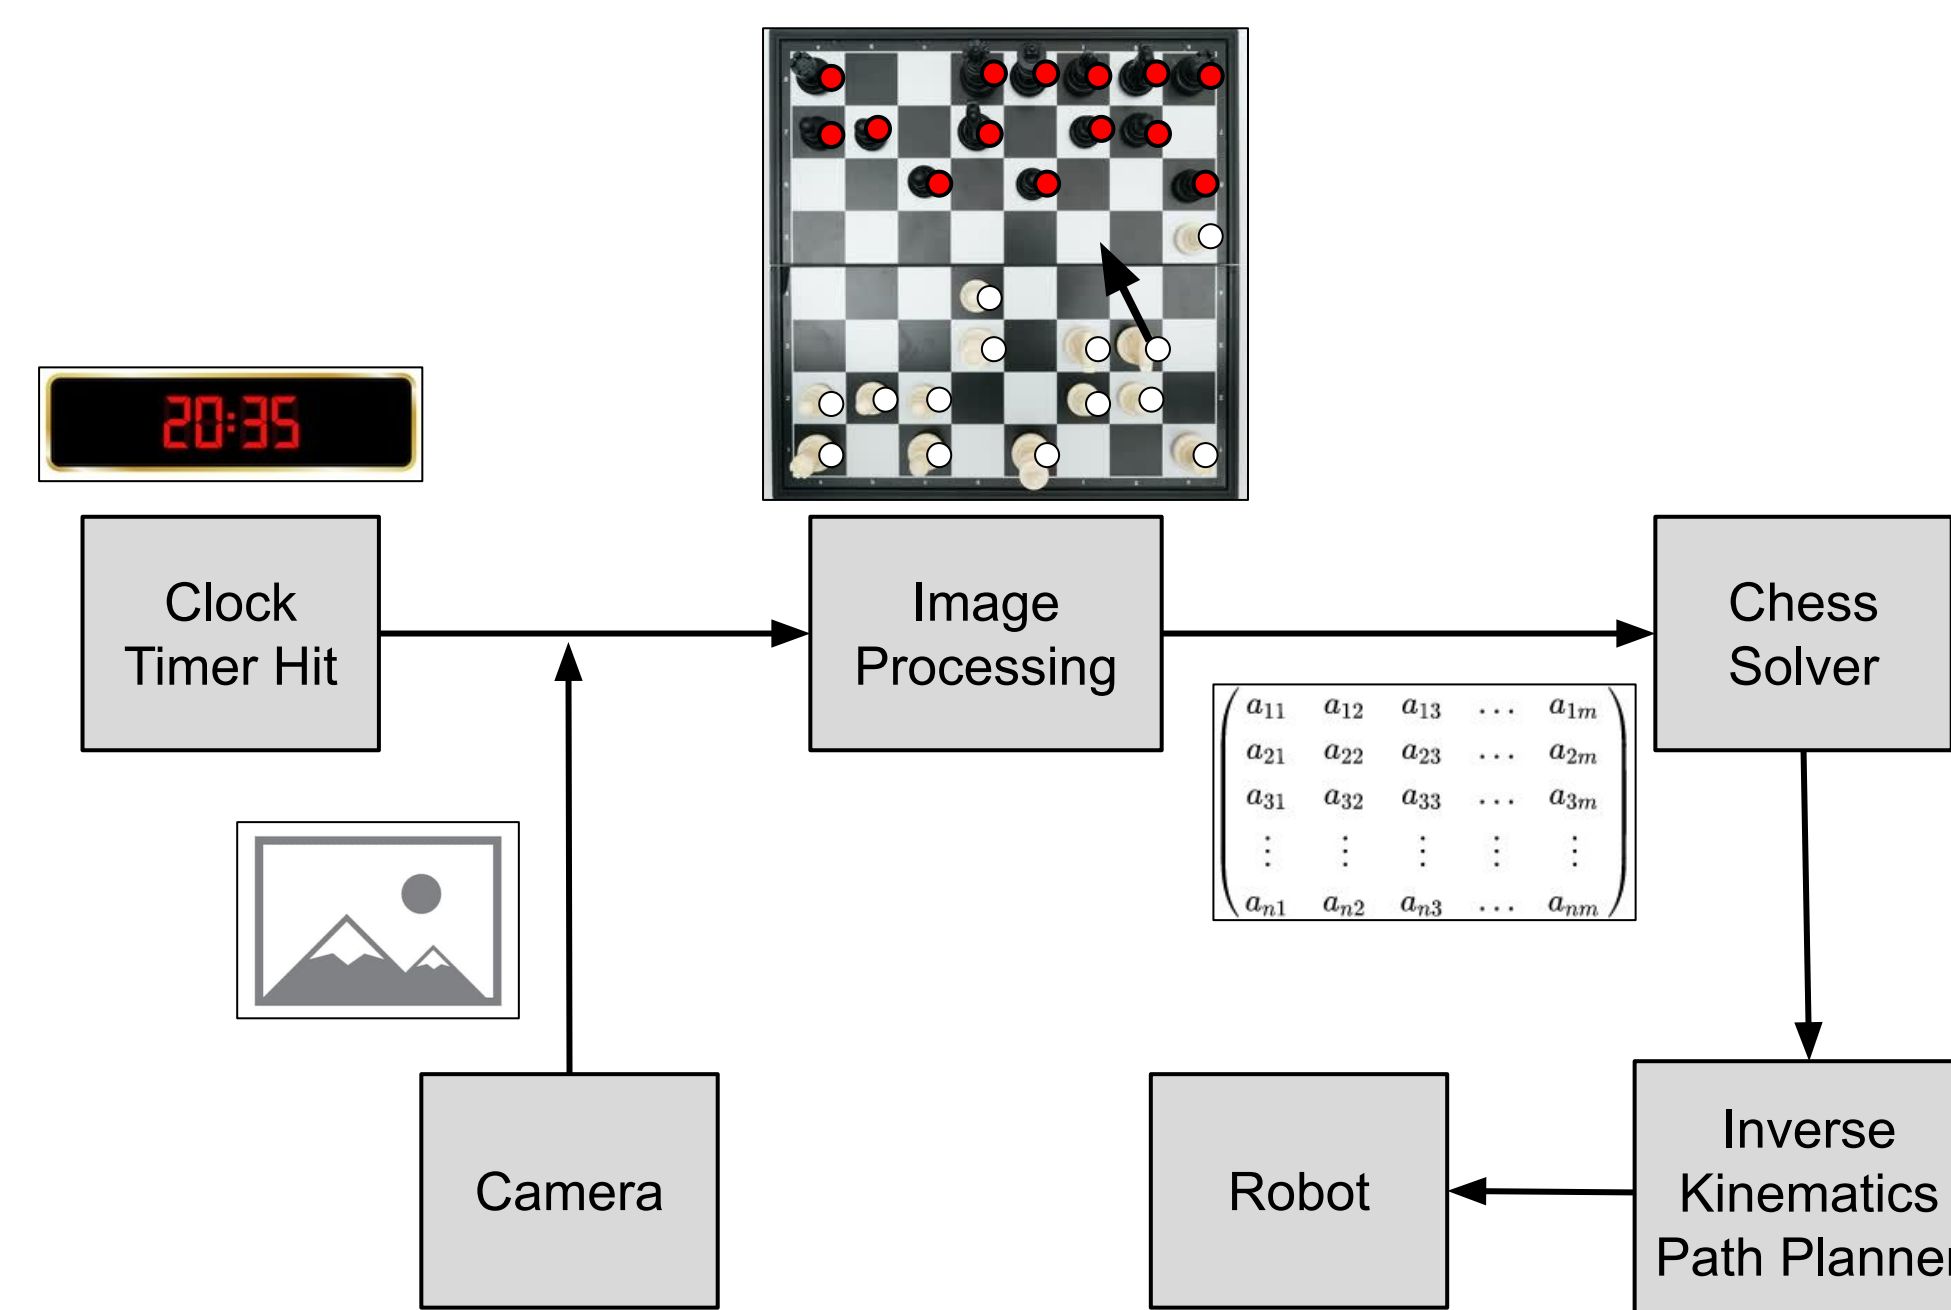 20:35
Clock
Timer Hit
Image
Processing
Chess
Solver
a₁₁ a₁₂ a₁₃ … a₁ₘ
a₂₁ a₂₂ a₂₃ … a₂ₘ
a₃₁ a₃₂ a₃₃ … a₃ₘ
⋮ ⋮ ⋮ ⋮ ⋮
aₙ₁ aₙ₂ aₙ₃ … aₙₘ
Camera
Robot
Inverse
Kinematics
Path Planner